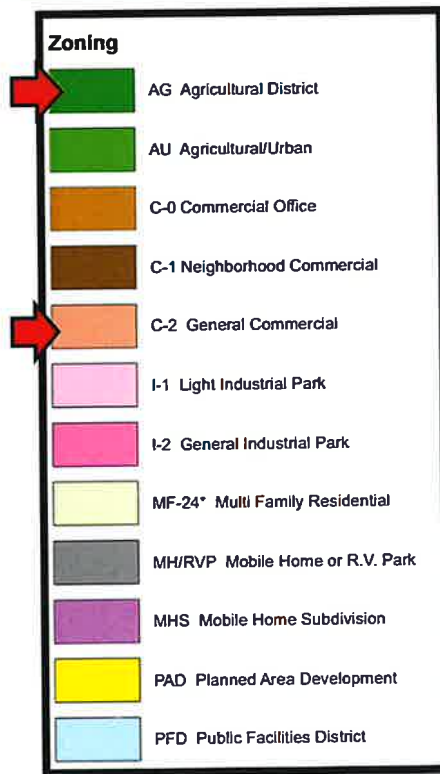 Zoning
AG Agricultural District
AU Agricultural/Urban
C-0 Commercial Office
C-1 Neighborhood Commercial
C-2 General Commercial
I-1 Light Industrial Park
I-2 General Industrial Park
MF-24* Multi Family Residential
MH/RVP Mobile Home or R.V. Park
MHS Mobile Home Subdivision
PAD Planned Area Development
PFD Public Facilities District